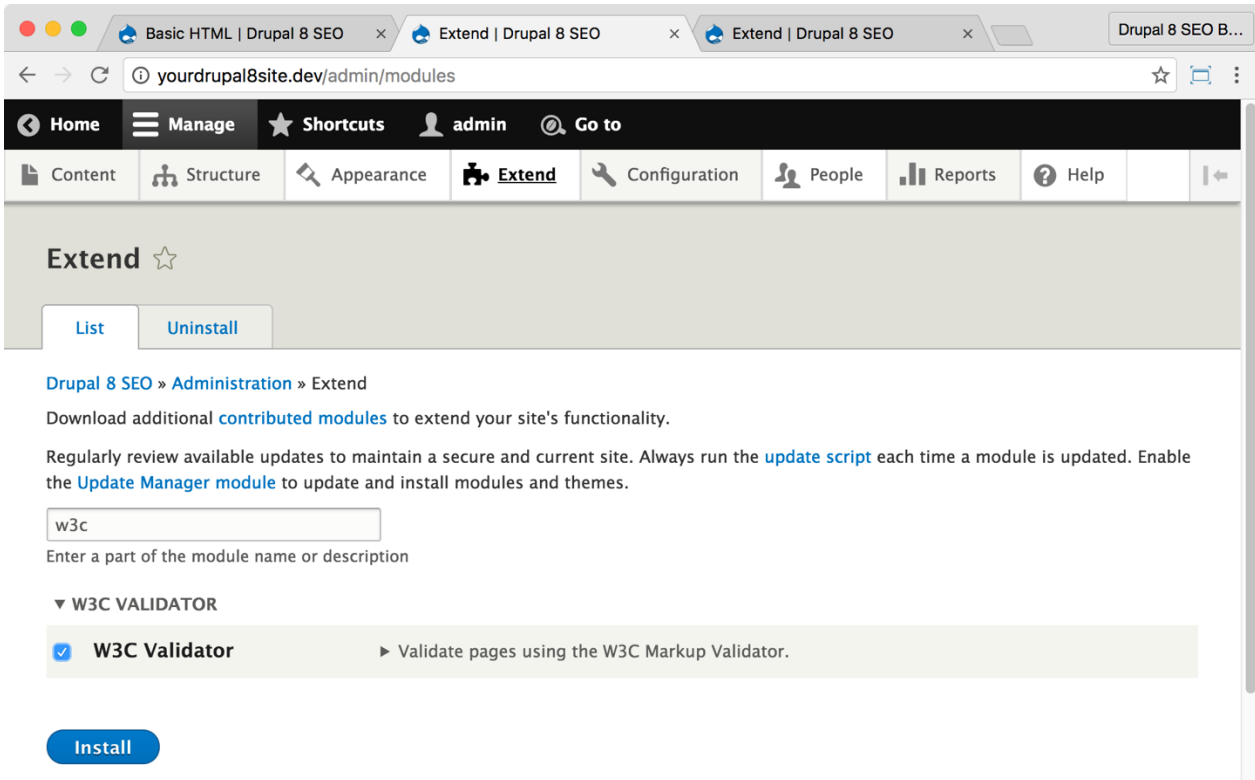 Basic HTML | Drupal 8 SEO × Extend | Drupal 8 SEO × Extend | Drupal 8 SEO × Drupal 8 SEO B...
yourdrupal8site.dev/admin/modules
Home Manage Shortcuts admin Go to
Content Structure Appearance Extend Configuration People Reports Help
Extend
List Uninstall
Drupal 8 SEO » Administration » Extend
Download additional contributed modules to extend your site's functionality.
Regularly review available updates to maintain a secure and current site. Always run the update script each time a module is updated. Enable
the Update Manager module to update and install modules and themes.
w3c
Enter a part of the module name or description
▼ W3C VALIDATOR
W3C Validator ▶ Validate pages using the W3C Markup Validator.
Install